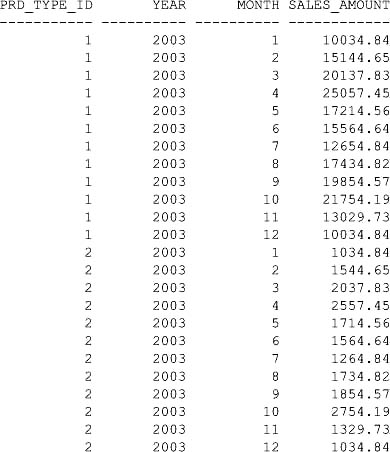 PRD_TYPE_ID YEAR MONTH SALES_AMOUNT
----------- ---------- ---------- ------------
1 2003 1 10034.84
1 2003 2 15144.65
1 2003 3 20137.83
1 2003 4 25057.45
1 2003 5 17214.56
1 2003 6 15564.64
1 2003 7 12654.84
1 2003 8 17434.82
1 2003 9 19854.57
1 2003 10 21754.19
1 2003 11 13029.73
1 2003 12 10034.84
2 2003 1 1034.84
2 2003 2 1544.65
2 2003 3 2037.83
2 2003 4 2557.45
2 2003 5 1714.56
2 2003 6 1564.64
2 2003 7 1264.84
2 2003 8 1734.82
2 2003 9 1854.57
2 2003 10 2754.19
2 2003 11 1329.73
2 2003 12 1034.84